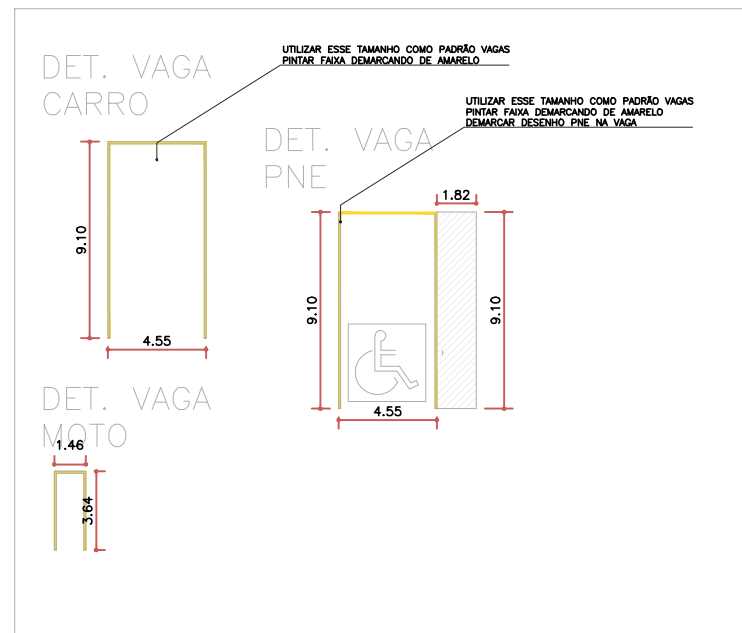 DET. VAGA
CARRO
UTILIZAR ESSE TAMANHO COMO PADRÃO VAGAS
PINTAR FAIXA DEMARCANDO DE AMARELO
9.10
4.55
UTILIZAR ESSE TAMANHO COMO PADRÃO VAGAS
PINTAR FAIXA DEMARCANDO DE AMARELO
DEMARCAR DESENHO PNE NA VAGA
DET. VAGA
PNE
1.82
9.10
9.10
4.55
DET. VAGA
MOTO
1.46
3.64